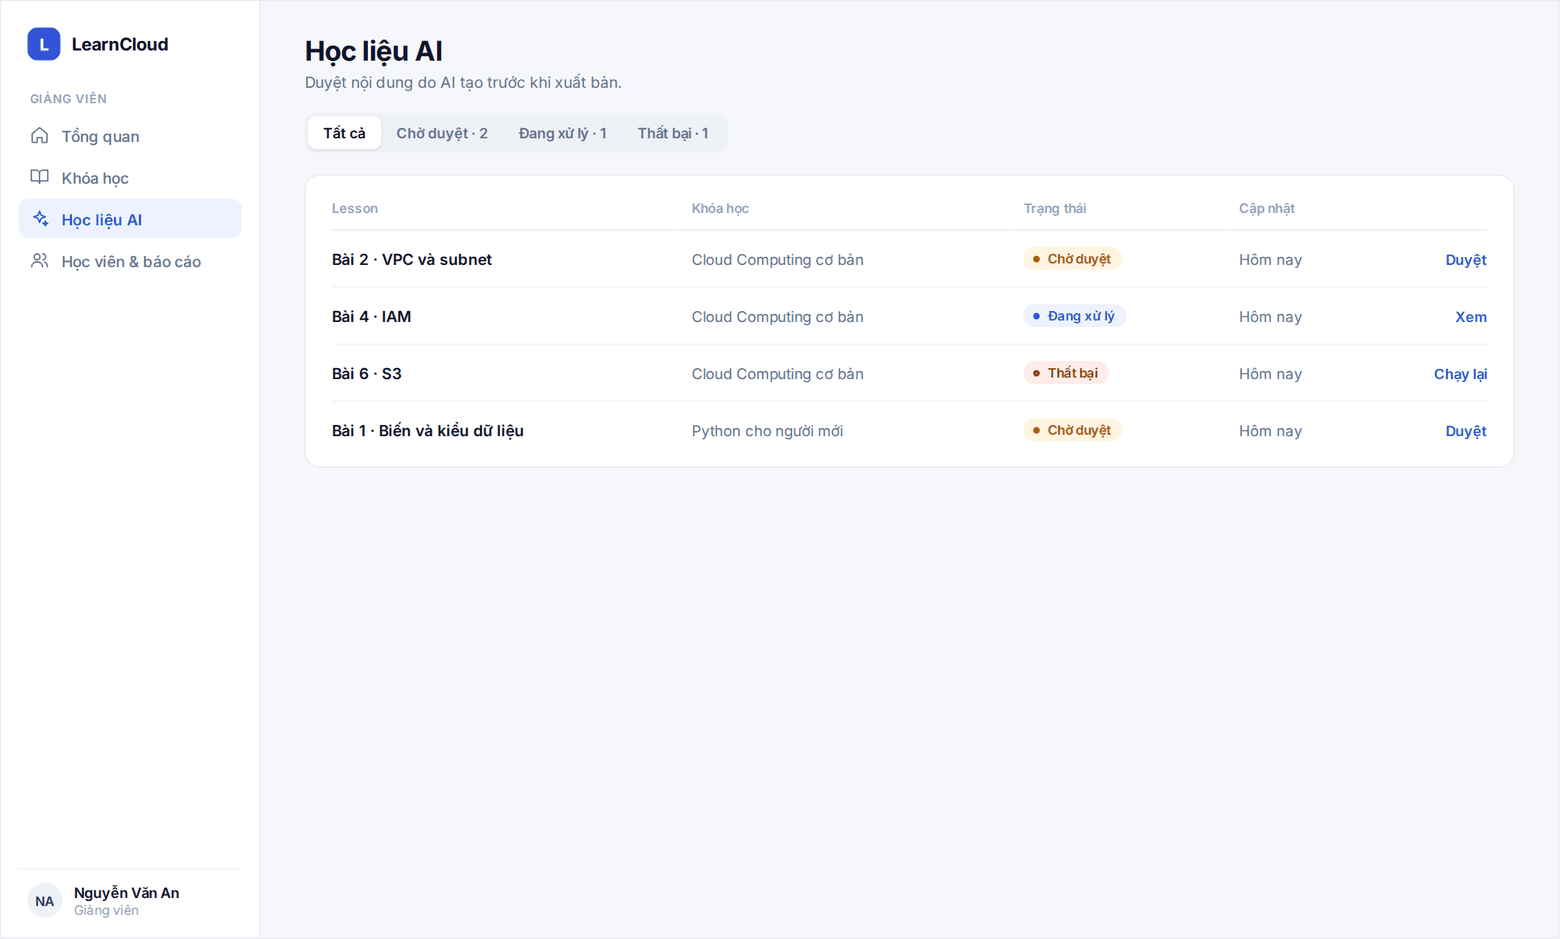 L LearnCloud
GIẢNG VIÊN
Tổng quan
Khóa học
Học liệu AI
Học viên & báo cáo
NA
Nguyễn Văn An
Giảng viên
Học liệu AI
Duyệt nội dung do AI tạo trước khi xuất bản.
Tất cả Chờ duyệt · 2 Đang xử lý · 1 Thất bại · 1
Lesson Khóa học Trạng thái Cập nhật
Bài 2 · VPC và subnet Cloud Computing cơ bản Chờ duyệt Hôm nay Duyệt
Bài 4 · IAM Cloud Computing cơ bản Đang xử lý Hôm nay Xem
Bài 6 · S3 Cloud Computing cơ bản Thất bại Hôm nay Chạy lại
Bài 1 · Biến và kiểu dữ liệu Python cho người mới Chờ duyệt Hôm nay Duyệt